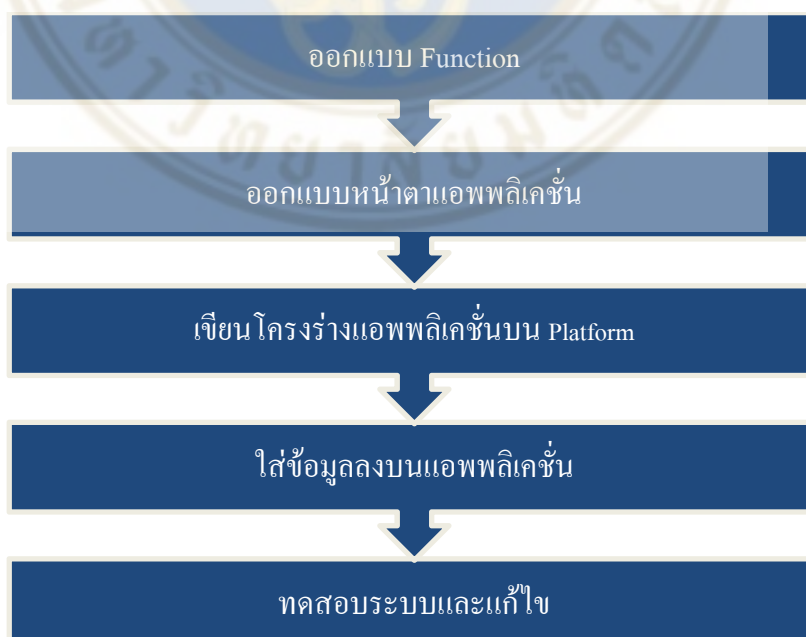 ออกแบบ Function
ออกแบบหน้าตาแอพพลิเคชั่น
เขียนโครงร่างแอพพลิเคชั่นบน Platform
ใส่ข้อมูลลงบนแอพพลิเคชั่น
ทดสอบระบบและแก้ไข